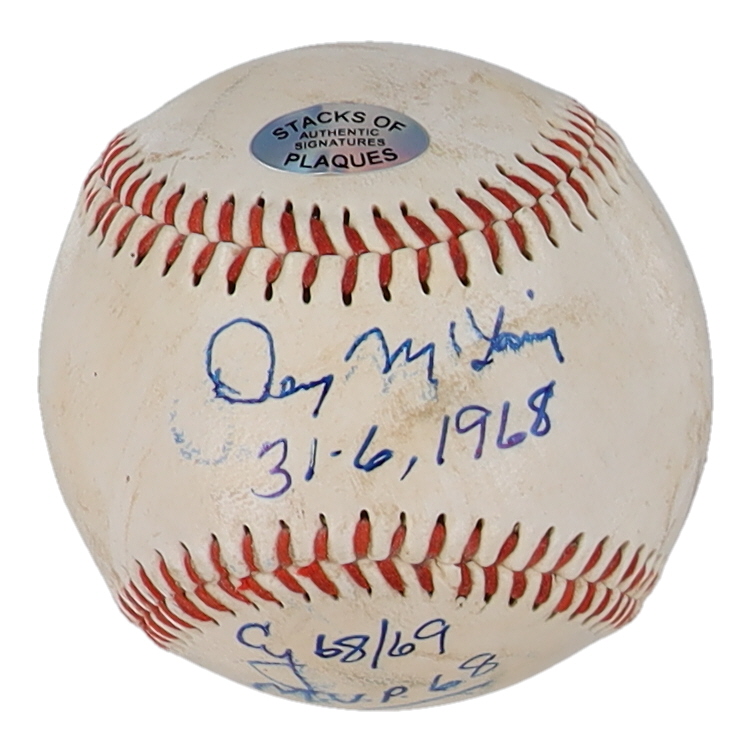 STACKS OF
AUTHENTIC
SIGNATURES
PLAQUES
Denny McLain
31-6, 1968
Cy 68/69
M.V.P. 68